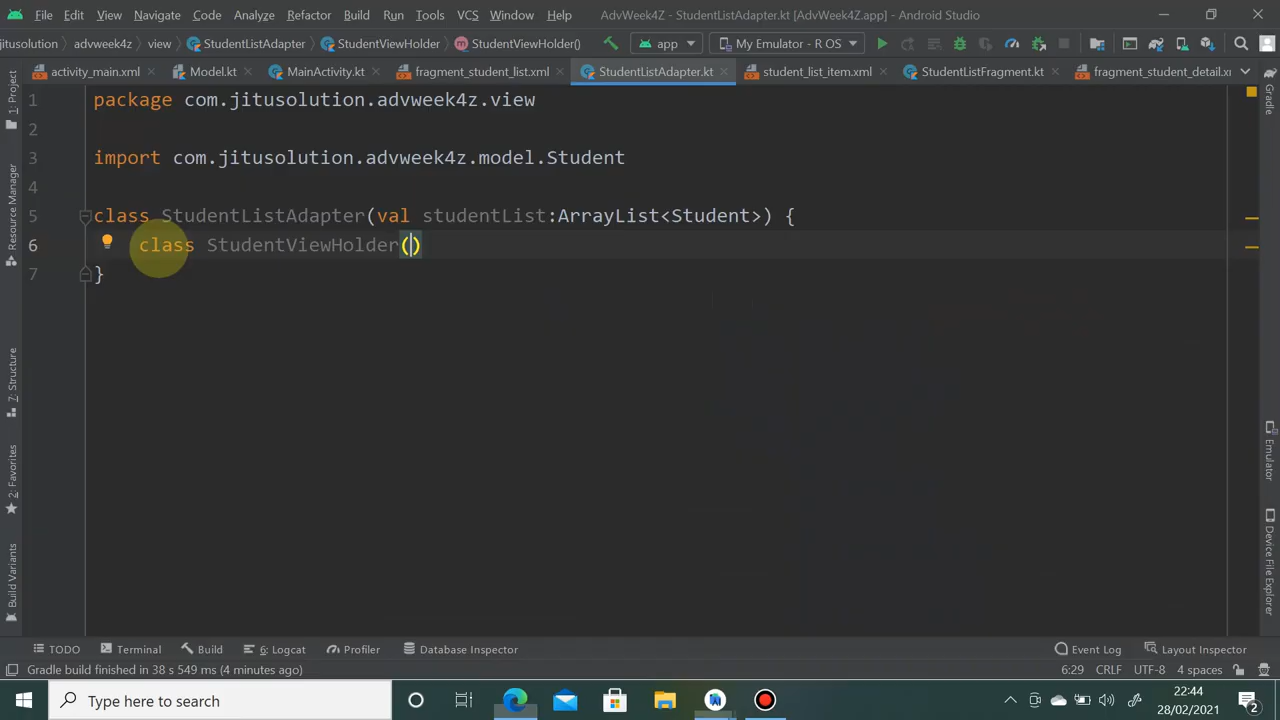 File Edit View Navigate Code Analyze Refactor Build Run Tools VCS Window Help AdvWeek4Z - StudentListAdapter.kt [AdvWeek4Z.app] - Android Studio
jitusolution advweek4z view StudentListAdapter StudentViewHolder StudentViewHolder() app My Emulator - R OS
activity_main.xml Model.kt MainActivity.kt fragment_student_list.xml StudentListAdapter.kt student_list_item.xml StudentListFragment.kt fragment_student_detail.xr
1 package com.jitusolution.advweek4z.view
2
3 import com.jitusolution.advweek4z.model.Student
4
5 class StudentListAdapter(val studentList:ArrayList<Student>) {
6 class StudentViewHolder()
7 }
1: Project
Resource Manager
7: Structure
2: Favorites
Build Variants
Gradle
Emulator
Device File Explorer
TODO Terminal Build 6: Logcat Profiler Database Inspector Event Log Layout Inspector
Gradle build finished in 38 s 549 ms (4 minutes ago) 6:29 CRLF UTF-8 4 spaces
Type here to search 22:44
28/02/2021 2